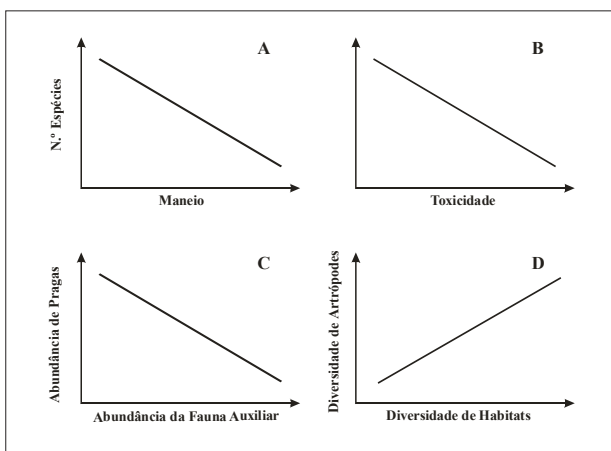 A
N.º Espécies
Maneio
B
Toxicidade
C
Abundância de Pragas
Abundância da Fauna Auxiliar
D
Diversidade de Artrópodes
Diversidade de Habitats